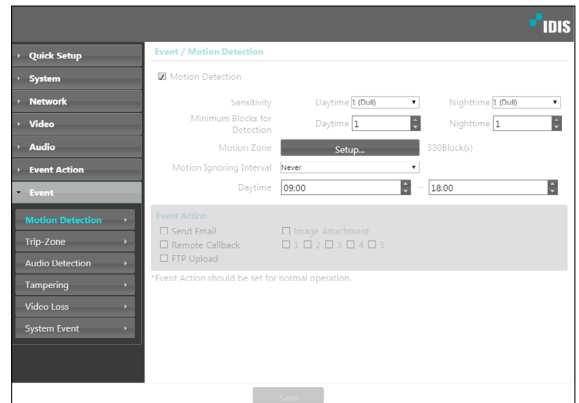 IDIS
Quick Setup
System
Network
Video
Audio
Event Action
Event
Motion Detection
Trip-Zone
Audio Detection
Tampering
Video Loss
System Event
Event / Motion Detection
Motion Detection
Sensitivity Daytime 1 (Dull) Nighttime 1 (Dull)
Minimum Blocks for
Detection Daytime 1 Nighttime 1
Motion Zone Setup... 330Block(s)
Motion Ignoring Interval Never
Daytime 09:00 ~ 18:00
Event Action
Send Email Image Attachment
Remote Callback 1 2 3 4 5
FTP Upload
*Event Action should be set for normal operation.
Save